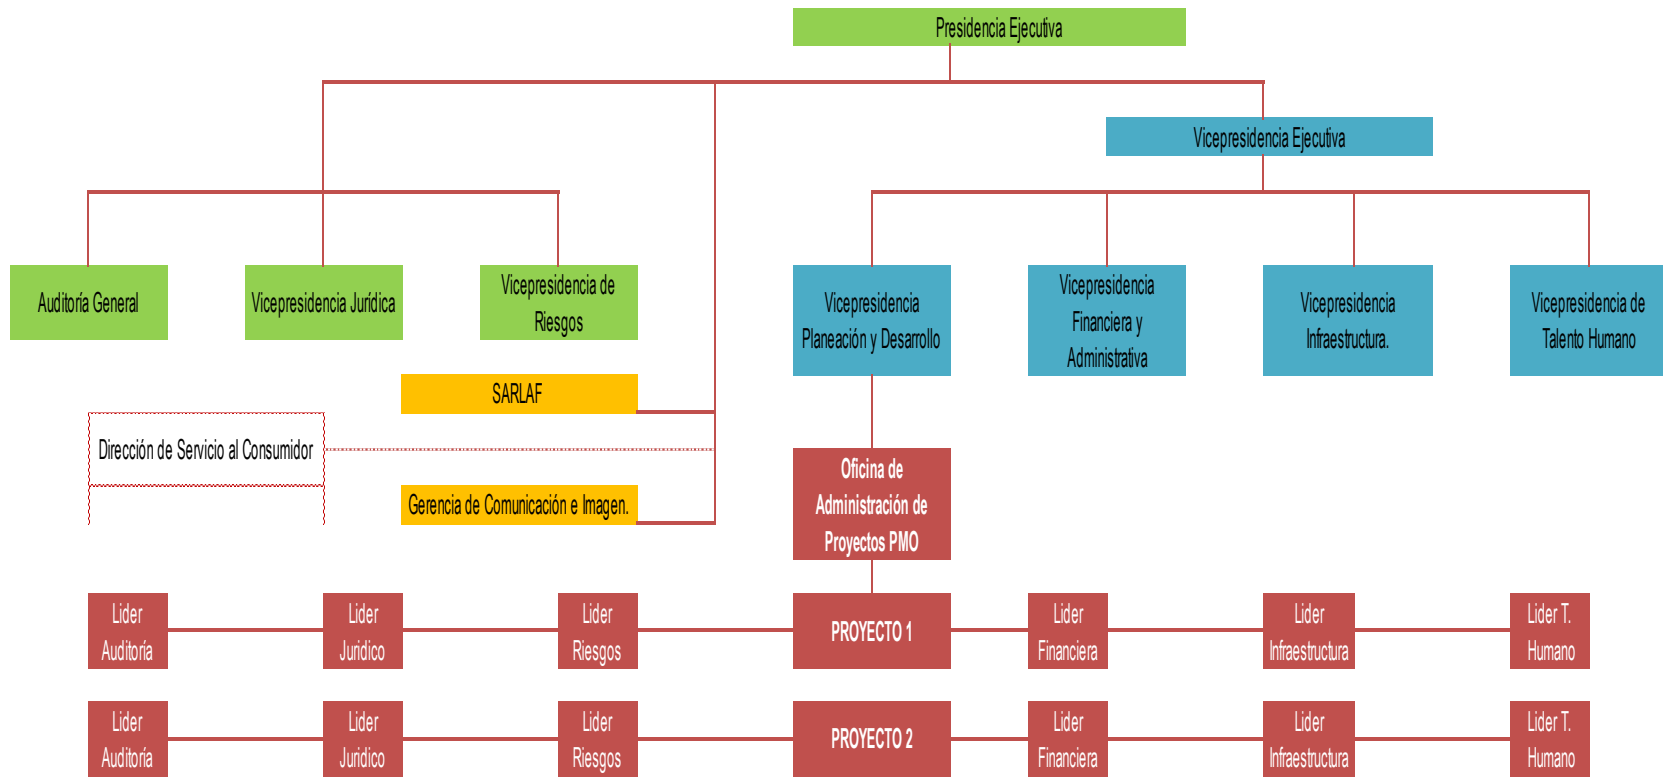 Presidencia Ejecutiva
Vicepresidencia Ejecutiva
Auditoría General
Vicepresidencia Jurídica
Vicepresidencia de
Riesgos
Vicepresidencia
Planeación y Desarrollo
Vicepresidencia
Financiera y
Administrativa
Vicepresidencia
Infraestructura.
Vicepresidencia de
Talento Humano
SARLAF
Dirección de Servicio al Consumidor
Gerencia de Comunicación e Imagen.
Oficina de
Administración de
Proyectos PMO
Lider
Auditoría
Lider
Juridico
Lider
Riesgos
PROYECTO 1
Lider
Financiera
Lider
Infraestructura
Lider T.
Humano
Lider
Auditoría
Lider
Juridico
Lider
Riesgos
PROYECTO 2
Lider
Financiera
Lider
Infraestructura
Lider T.
Humano